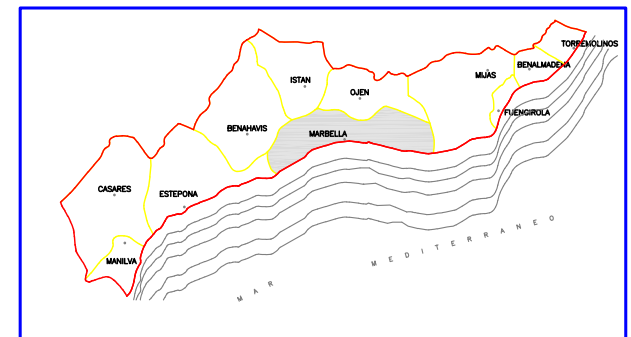 TORREMOLINOS
BENALMADENA
MIJAS
ISTAN
OJEN
FUENGIROLA
BENAHAVIS
MARBELLA
CASARES
ESTEPONA
MANILVA
MAR MEDITERRANEO